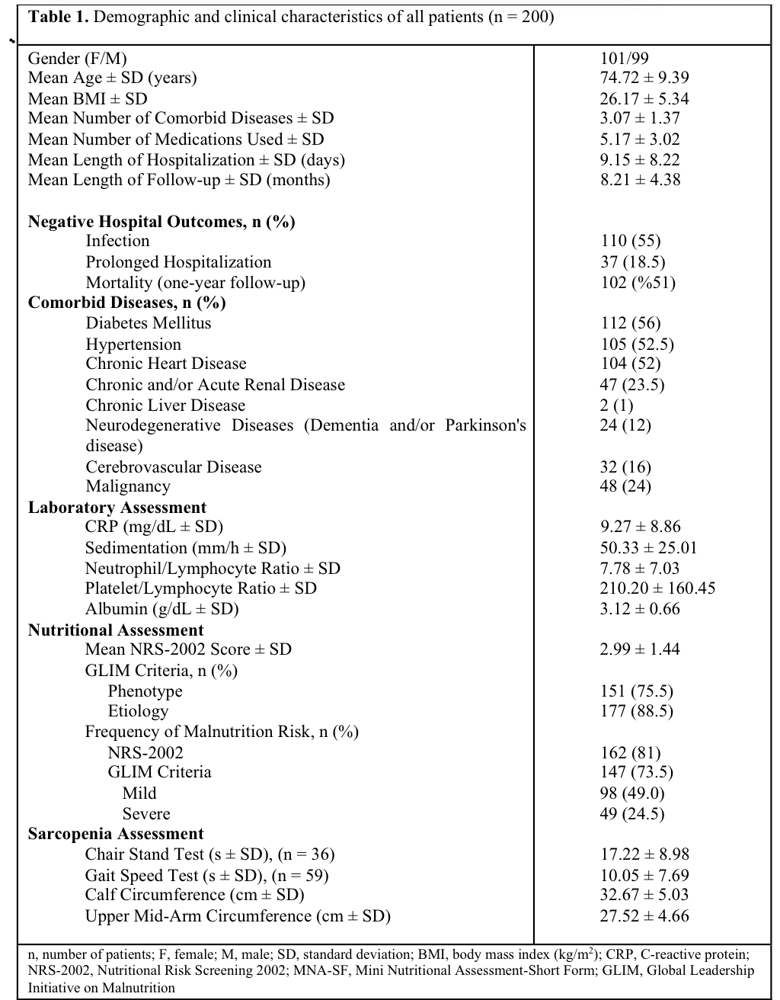 Table 1. Demographic and clinical characteristics of all patients (n = 200)
Gender (F/M) 101/99
Mean Age ± SD (years) 74.72 ± 9.39
Mean BMI ± SD 26.17 ± 5.34
Mean Number of Comorbid Diseases ± SD 3.07 ± 1.37
Mean Number of Medications Used ± SD 5.17 ± 3.02
Mean Length of Hospitalization ± SD (days) 9.15 ± 8.22
Mean Length of Follow-up ± SD (months) 8.21 ± 4.38
Negative Hospital Outcomes, n (%)
Infection 110 (55)
Prolonged Hospitalization 37 (18.5)
Mortality (one-year follow-up) 102 (%51)
Comorbid Diseases, n (%)
Diabetes Mellitus 112 (56)
Hypertension 105 (52.5)
Chronic Heart Disease 104 (52)
Chronic and/or Acute Renal Disease 47 (23.5)
Chronic Liver Disease 2 (1)
Neurodegenerative Diseases (Dementia and/or Parkinson's 24 (12)
disease)
Cerebrovascular Disease 32 (16)
Malignancy 48 (24)
Laboratory Assessment
CRP (mg/dL ± SD) 9.27 ± 8.86
Sedimentation (mm/h ± SD) 50.33 ± 25.01
Neutrophil/Lymphocyte Ratio ± SD 7.78 ± 7.03
Platelet/Lymphocyte Ratio ± SD 210.20 ± 160.45
Albumin (g/dL ± SD) 3.12 ± 0.66
Nutritional Assessment
Mean NRS-2002 Score ± SD 2.99 ± 1.44
GLIM Criteria, n (%)
Phenotype 151 (75.5)
Etiology 177 (88.5)
Frequency of Malnutrition Risk, n (%)
NRS-2002 162 (81)
GLIM Criteria 147 (73.5)
Mild 98 (49.0)
Severe 49 (24.5)
Sarcopenia Assessment
Chair Stand Test (s ± SD), (n = 36) 17.22 ± 8.98
Gait Speed Test (s ± SD), (n = 59) 10.05 ± 7.69
Calf Circumference (cm ± SD) 32.67 ± 5.03
Upper Mid-Arm Circumference (cm ± SD) 27.52 ± 4.66
n, number of patients; F, female; M, male; SD, standard deviation; BMI, body mass index (kg/m²); CRP, C-reactive protein;
NRS-2002, Nutritional Risk Screening 2002; MNA-SF, Mini Nutritional Assessment-Short Form; GLIM, Global Leadership
Initiative on Malnutrition